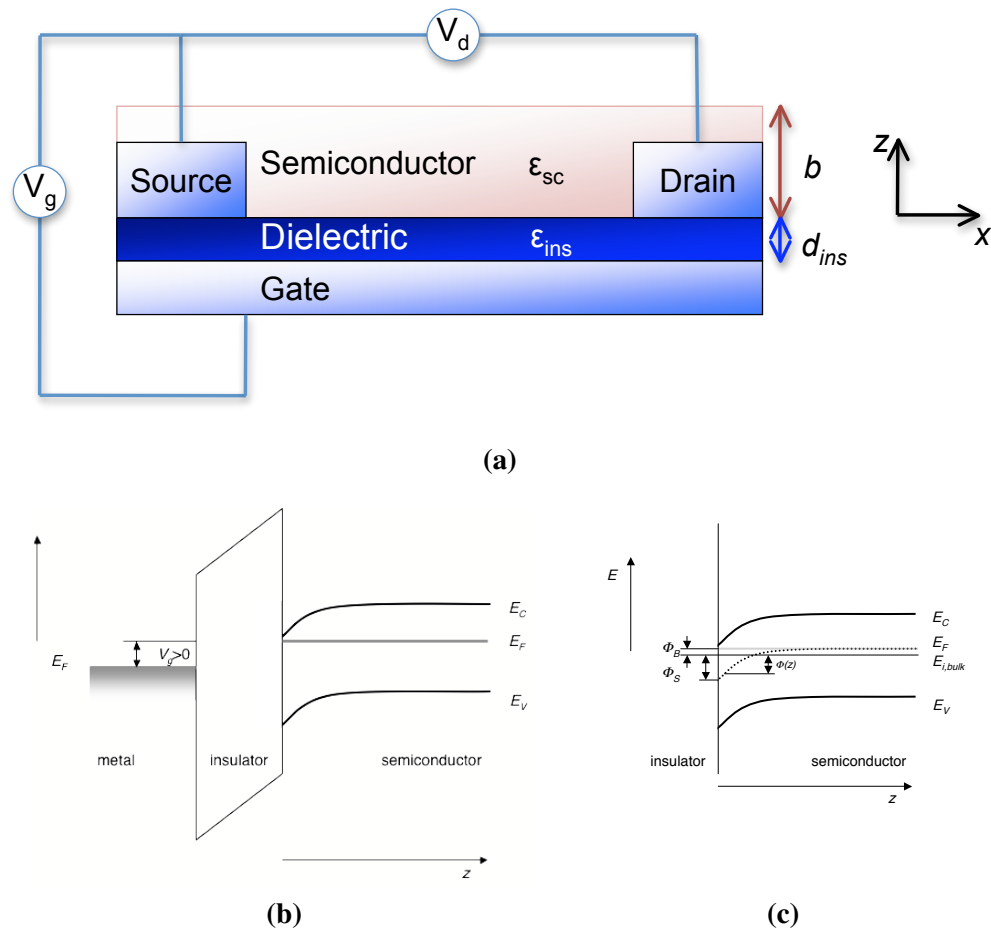 V_d
V_g
Semiconductor ε_sc
Source
Drain
b
z
x
Dielectric ε_ins
d_ins
Gate
(a)
E_C
E_F
V_g>0
E_F
E_V
metal
insulator
semiconductor
z
(b)
E
E_C
Φ_B
E_F
E_i,bulk
Φ_S
Φ(z)
E_V
insulator
semiconductor
z
(c)